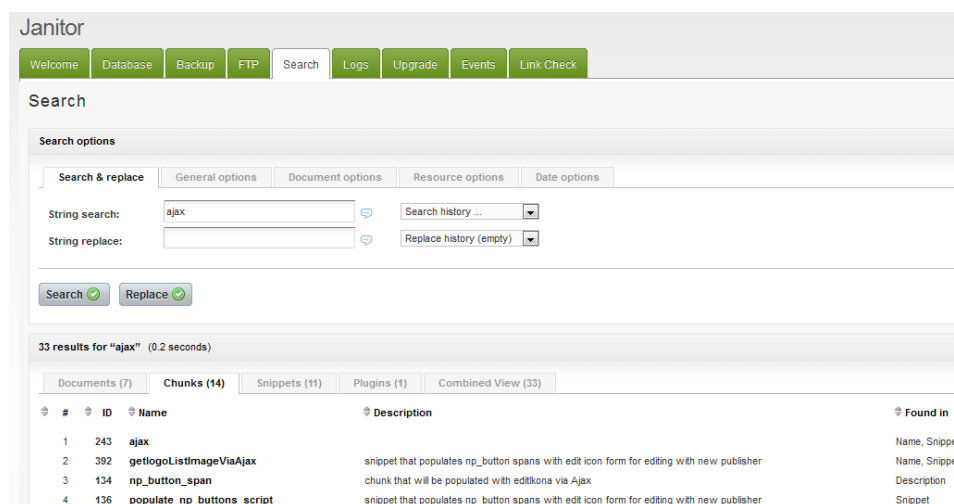 Janitor
Welcome Database Backup FTP Search Logs Upgrade Events Link Check
Search
Search options
Search & replace General options Document options Resource options Date options
String search: ajax Search history ...
String replace: Replace history (empty)
Search Replace
33 results for “ajax” (0.2 seconds)
Documents (7) Chunks (14) Snippets (11) Plugins (1) Combined View (33)
# ID Name Description Found in
1 243 ajax Name, Snippe
2 392 getlogoListImageViaAjax snippet that populates np_button spans with edit icon form for editing with new publisher Name, Snippe
3 134 np_button_span chunk that will be populated with editIkona via Ajax Description
4 136 populate_np_buttons_script snippet that populates np_button spans with edit icon form for editing with new publisher Snippet